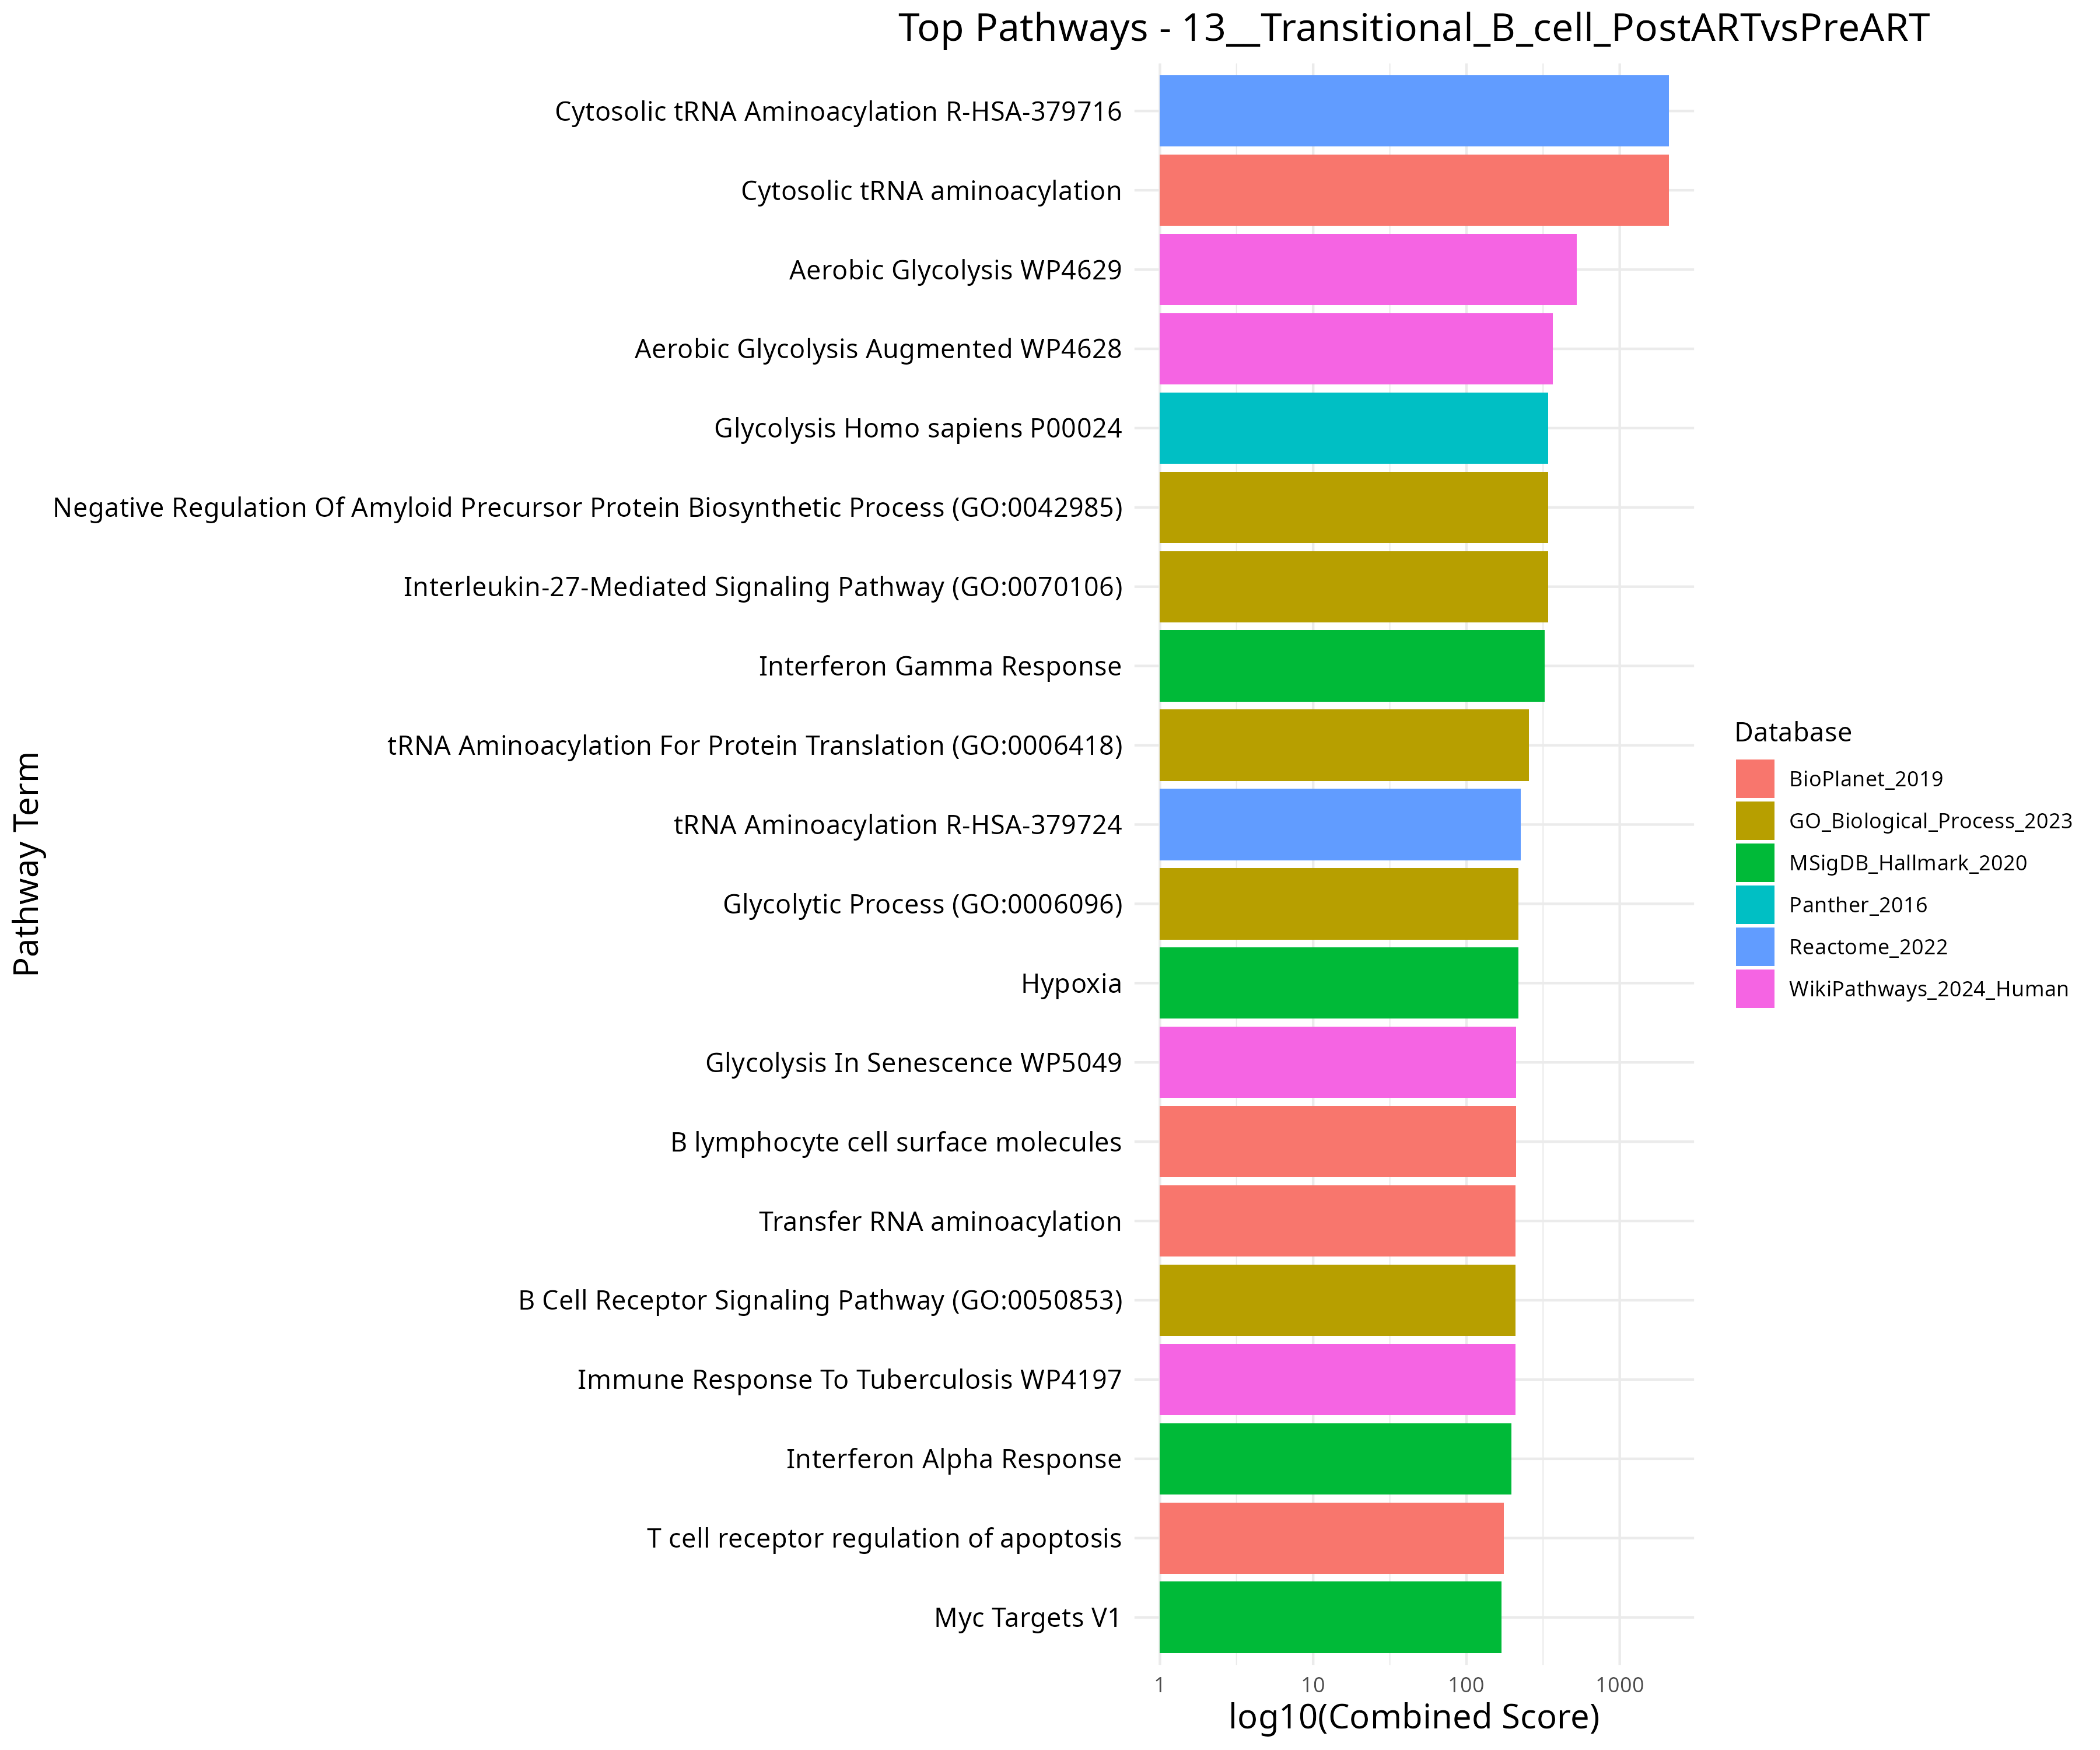 Top Pathways - 13__Transitional_B_cell_PostARTvsPreART
Cytosolic tRNA Aminoacylation R-HSA-379716
Cytosolic tRNA aminoacylation
Aerobic Glycolysis WP4629
Aerobic Glycolysis Augmented WP4628
Glycolysis Homo sapiens P00024
Negative Regulation Of Amyloid Precursor Protein Biosynthetic Process (GO:0042985)
Interleukin-27-Mediated Signaling Pathway (GO:0070106)
Interferon Gamma Response
tRNA Aminoacylation For Protein Translation (GO:0006418)
tRNA Aminoacylation R-HSA-379724
Glycolytic Process (GO:0006096)
Hypoxia
Glycolysis In Senescence WP5049
B lymphocyte cell surface molecules
Transfer RNA aminoacylation
B Cell Receptor Signaling Pathway (GO:0050853)
Immune Response To Tuberculosis WP4197
Interferon Alpha Response
T cell receptor regulation of apoptosis
Myc Targets V1
Pathway Term
1 10 100 1000
log10(Combined Score)
Database
BioPlanet_2019
GO_Biological_Process_2023
MSigDB_Hallmark_2020
Panther_2016
Reactome_2022
WikiPathways_2024_Human